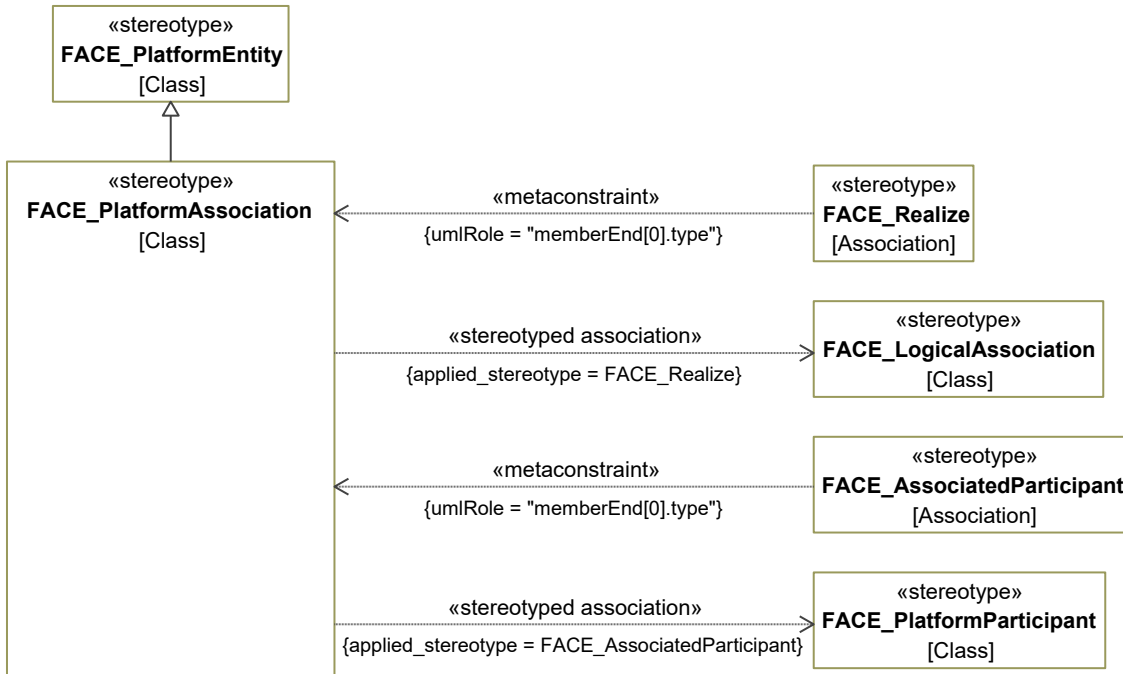 «stereotype»
FACE_PlatformEntity
[Class]
«stereotype»
FACE_PlatformAssociation
[Class]
«metaconstraint»
{umlRole = "memberEnd[0].type"}
«stereotype»
FACE_Realize
[Association]
«stereotyped association»
{applied_stereotype = FACE_Realize}
«stereotype»
FACE_LogicalAssociation
[Class]
«metaconstraint»
{umlRole = "memberEnd[0].type"}
«stereotype»
FACE_AssociatedParticipant
[Association]
«stereotyped association»
{applied_stereotype = FACE_AssociatedParticipant}
«stereotype»
FACE_PlatformParticipant
[Class]